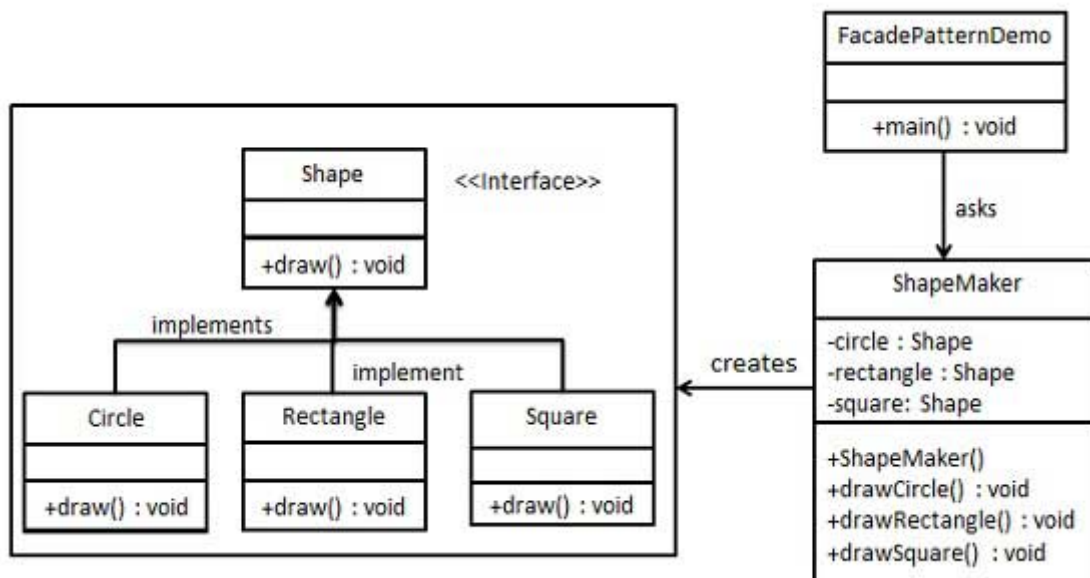 FacadePatternDemo
+main() : void
asks
Shape
<<Interface>>
+draw() : void
implements
implement
Circle
+draw() : void
Rectangle
+draw() : void
Square
+draw() : void
creates
ShapeMaker
-circle : Shape
-rectangle : Shape
-square: Shape
+ShapeMaker()
+drawCircle() : void
+drawRectangle() : void
+drawSquare() : void